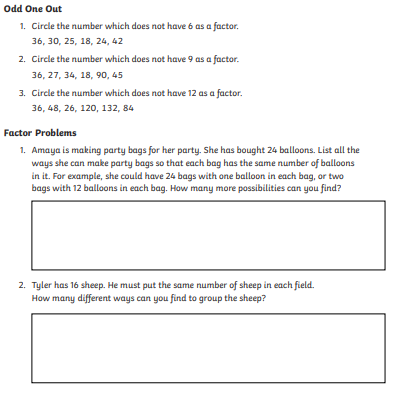 Odd One Out
1. Circle the number which does not have 6 as a factor.
36, 30, 25, 18, 24, 42
2. Circle the number which does not have 9 as a factor.
36, 27, 34, 18, 90, 45
3. Circle the number which does not have 12 as a factor.
36, 48, 26, 120, 132, 84
Factor Problems
1. Amaya is making party bags for her party. She has bought 24 balloons. List all the
ways she can make party bags so that each bag has the same number of balloons
in it. For example, she could have 24 bags with one balloon in each bag, or two
bags with 12 balloons in each bag. How many more possibilities can you find?
2. Tyler has 16 sheep. He must put the same number of sheep in each field.
How many different ways can you find to group the sheep?